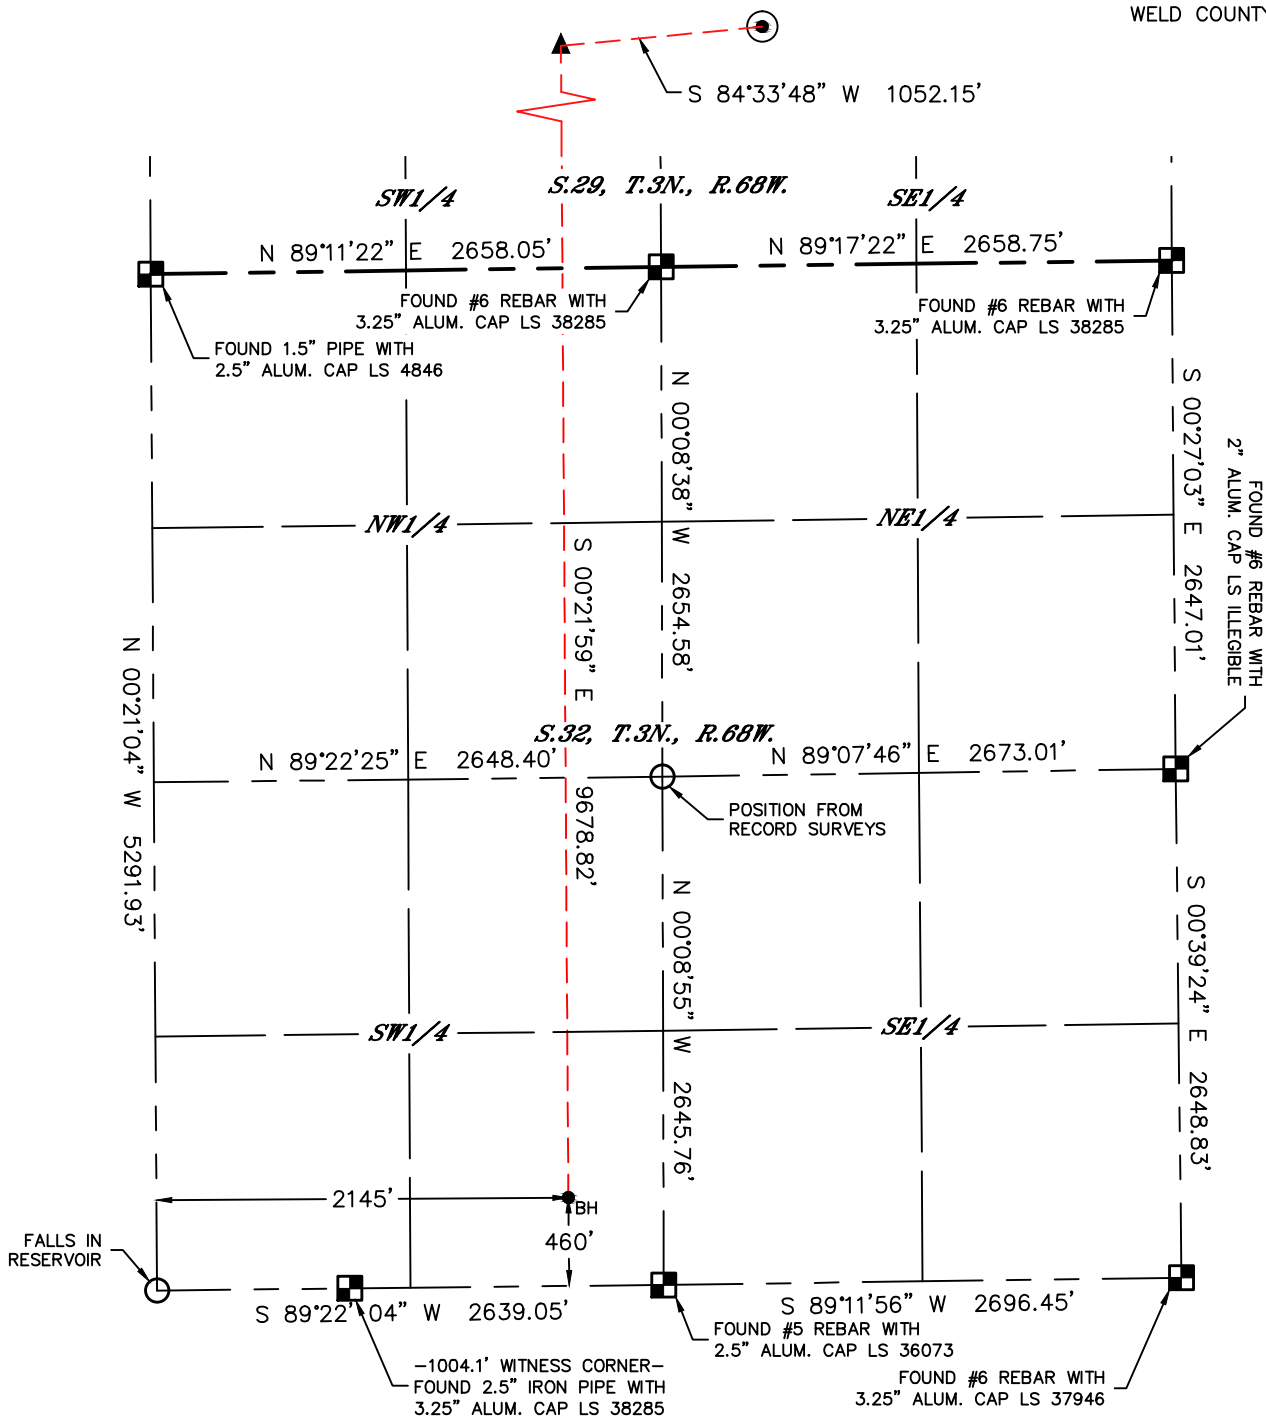 WELD COUNTY
S 84°33'48" W 1052.15'
S.29, T.3N., R.68W.
SW1/4
SE1/4
N 89°11'22" E 2658.05'
N 89°17'22" E 2658.75'
FOUND #6 REBAR WITH
3.25" ALUM. CAP LS 38285
FOUND #6 REBAR WITH
3.25" ALUM. CAP LS 38285
FOUND 1.5" PIPE WITH
2.5" ALUM. CAP LS 4846
N 00°08'38" W 2654.58'
S 00°27'03" E 2647.01'
FOUND #6 REBAR WITH
2" ALUM. CAP LS ILLEGIBLE
NW1/4
NE1/4
S 00°21'59" E 9678.82'
N 00°21'04" W 5291.93'
S.32, T.3N., R.68W.
N 89°22'25" E 2648.40'
N 89°07'46" E 2673.01'
POSITION FROM
RECORD SURVEYS
N 00°08'55" W 2645.76'
S 00°39'24" E 2648.83'
SW1/4
SE1/4
2145'
BH
460'
FALLS IN
RESERVOIR
S 89°22'04" W 2639.05'
S 89°11'56" W 2696.45'
FOUND #5 REBAR WITH
2.5" ALUM. CAP LS 36073
-1004.1' WITNESS CORNER-
FOUND 2.5" IRON PIPE WITH
3.25" ALUM. CAP LS 38285
FOUND #6 REBAR WITH
3.25" ALUM. CAP LS 37946